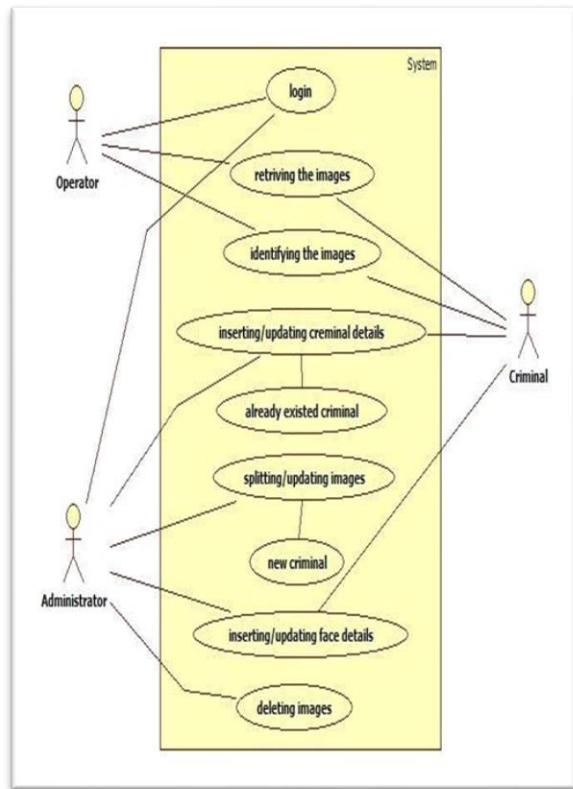 System
login
Operator
retriving the images
identifying the images
inserting/updating creminal details
Criminal
already existed criminal
splitting/updating images
new criminal
Administrator
inserting/updating face details
deleting images